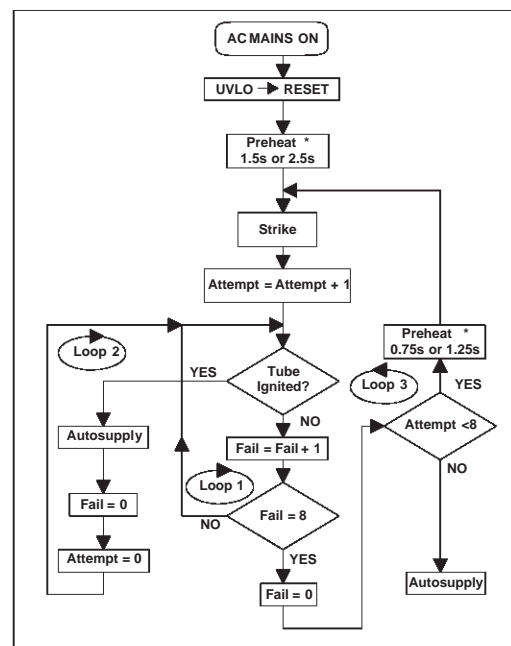 AC MAINS ON
UVLO → RESET
Preheat *
1.5s or 2.5s
Strike
Attempt = Attempt + 1
Loop 2
Preheat *
0.75s or 1.25s
YES
Tube
Ignited?
Loop 3
YES
NO
Attempt <8
Autosupply
Fail = Fail + 1
NO
Loop 1
Fail = 0
NO
Fail = 8
YES
Attempt = 0
Fail = 0
Autosupply